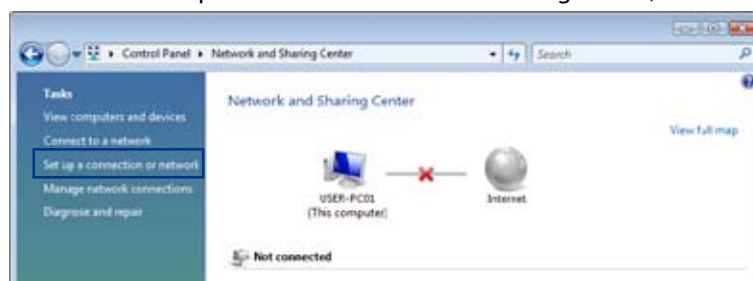 Control Panel ▸ Network and Sharing Center
Search
Tasks
View computers and devices
Connect to a network
Set up a connection or network
Manage network connections
Diagnose and repair
Network and Sharing Center
View full map
USER-PC01
(This computer)
Internet
Not connected